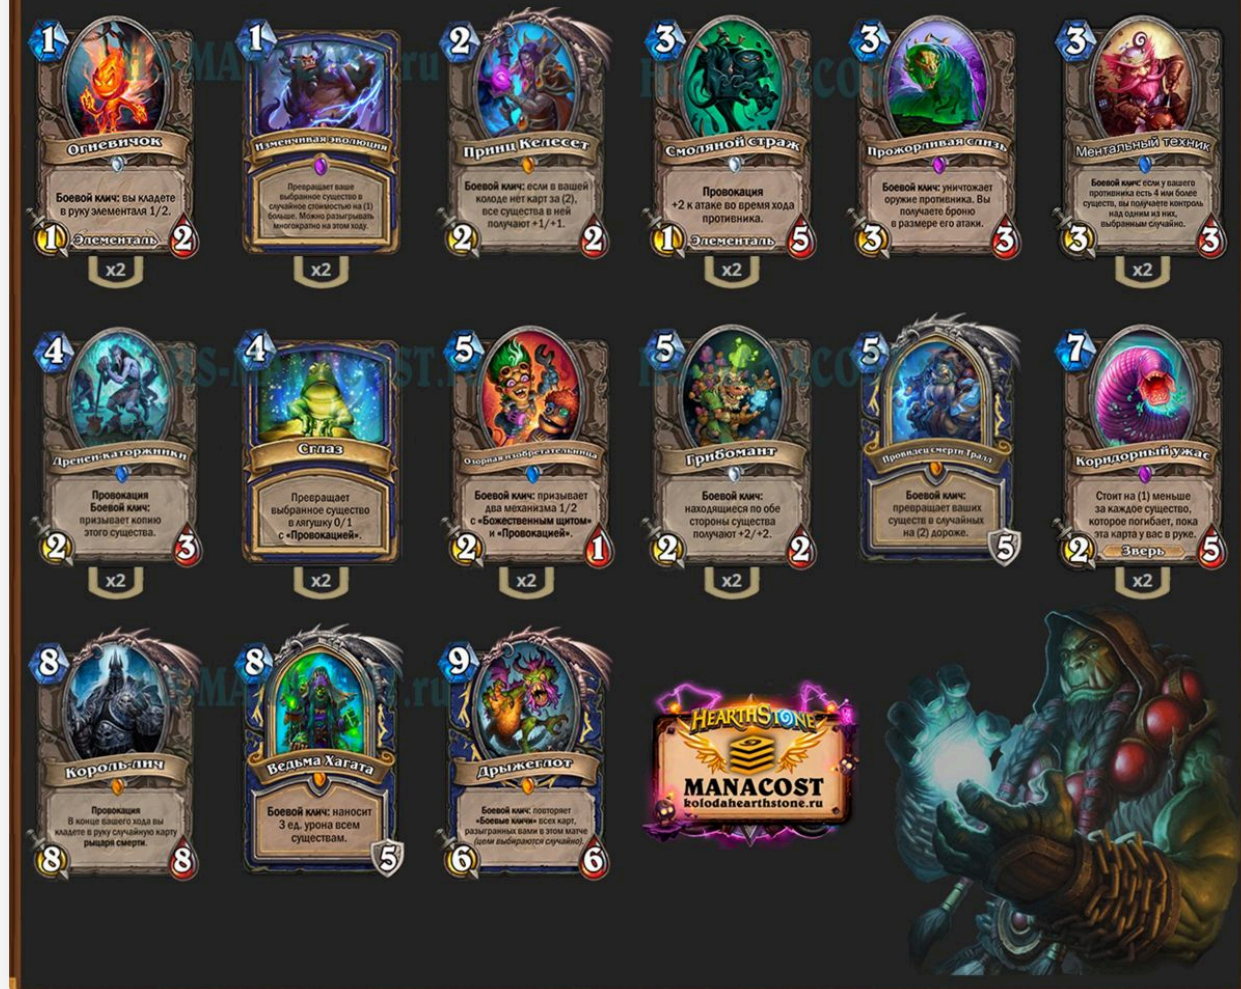 1
Огневичок
Боевой клич: вы кладете
в руку элементаля 1/2.
1
Элементаль
2
x2
1
Изменчивая эволюция
Превращает ваше
выбранное существо в
случайное стоимостью на (1)
больше. Можно разыгрывать
многократно на этом ходу.
x2
2
Принц Келесет
Боевой клич: если в вашей
колоде нет карт за (2),
все существа в ней
получают +1/+1.
2
2
3
Смоляной страж
Провокация
+2 к атаке во время хода
противника.
1
Элементаль
5
x2
3
Прожорливая слизь
Боевой клич: уничтожает
оружие противника. Вы
получаете броню
в размере его атаки.
3
3
3
Ментальный техник
Боевой клич: если у вашего
противника есть 4 или более
существ, вы получаете контроль
над одним из них,
выбранным случайно.
3
3
x2
HS-MANACOST.ru
HS-MANACOST
4
Дренеи-каторжники
Провокация
Боевой клич:
призывает копию
этого существа.
2
3
x2
4
Сглаз
Превращает
выбранное существо
в лягушку 0/1
с «Провокацией».
x2
5
Озорная изобретательница
Боевой клич: призывает
два механизма 1/2
с «Божественным щитом»
и «Провокацией».
2
1
x2
5
Грибомант
Боевой клич:
находящиеся по обе
стороны существа
получают +2/+2.
2
2
x2
5
Провидец смерти Тралл
Боевой клич:
превращает ваших
существ в случайных
на (2) дороже.
5
7
Коридорный ужас
Стоит на (1) меньше
за каждое существо,
которое погибает, пока
эта карта у вас в руке.
2
Зверь
5
x2
8
Король-лич
Провокация
В конце вашего хода вы
кладете в руку случайную карту
рыцаря смерти.
8
8
8
Ведьма Хагата
Боевой клич: наносит
3 ед. урона всем
существам.
5
9
Дрыжеглот
Боевой клич: повторяет
«Боевые кличи» всех карт,
разыгранных вами в этом матче
(цели выбираются случайно).
6
6
HEARTHSTONE
MANACOST
kolodahearthstone.ru